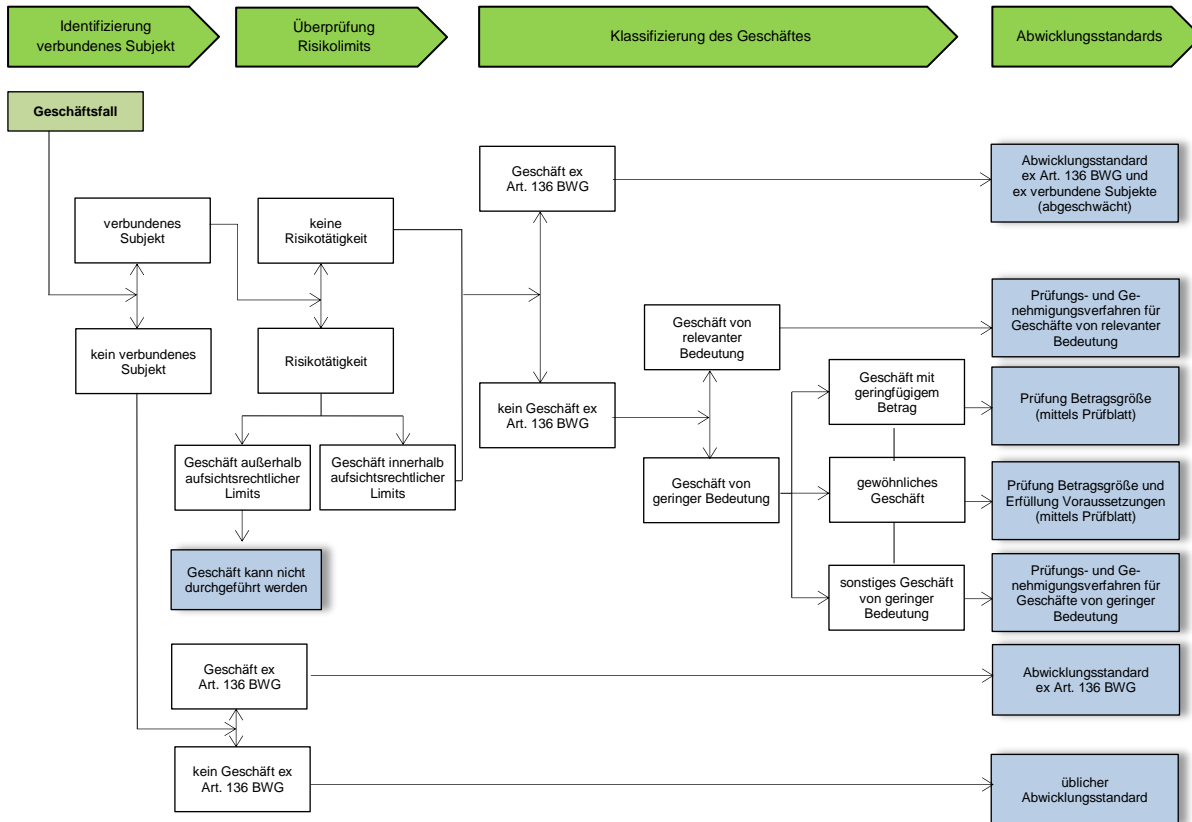 Identifizierung
verbundenes Subjekt
Überprüfung
Risikolimits
Klassifizierung des Geschäftes
Abwicklungsstandards
Geschäftsfall
verbundenes
Subjekt
kein verbundenes
Subjekt
keine
Risikotätigkeit
Risikotätigkeit
Geschäft außerhalb
aufsichtsrechtlicher
Limits
Geschäft innerhalb
aufsichtsrechtlicher
Limits
Geschäft kann nicht
durchgeführt werden
Geschäft ex
Art. 136 BWG
kein Geschäft ex
Art. 136 BWG
Geschäft von
relevanter
Bedeutung
Geschäft von
geringer Bedeutung
Geschäft mit
geringfügigem
Betrag
gewöhnliches
Geschäft
sonstiges Geschäft
von geringer
Bedeutung
Abwicklungsstandard
ex Art. 136 BWG und
ex verbundene Subjekte
(abgeschwächt)
Prüfungs- und Ge-
nehmigungsverfahren für
Geschäfte von relevanter
Bedeutung
Prüfung Betragsgröße
(mittels Prüfblatt)
Prüfung Betragsgröße und
Erfüllung Voraussetzungen
(mittels Prüfblatt)
Prüfungs- und Ge-
nehmigungsverfahren für
Geschäfte von geringer
Bedeutung
Geschäft ex
Art. 136 BWG
Abwicklungsstandard
ex Art. 136 BWG
kein Geschäft ex
Art. 136 BWG
üblicher
Abwicklungsstandard